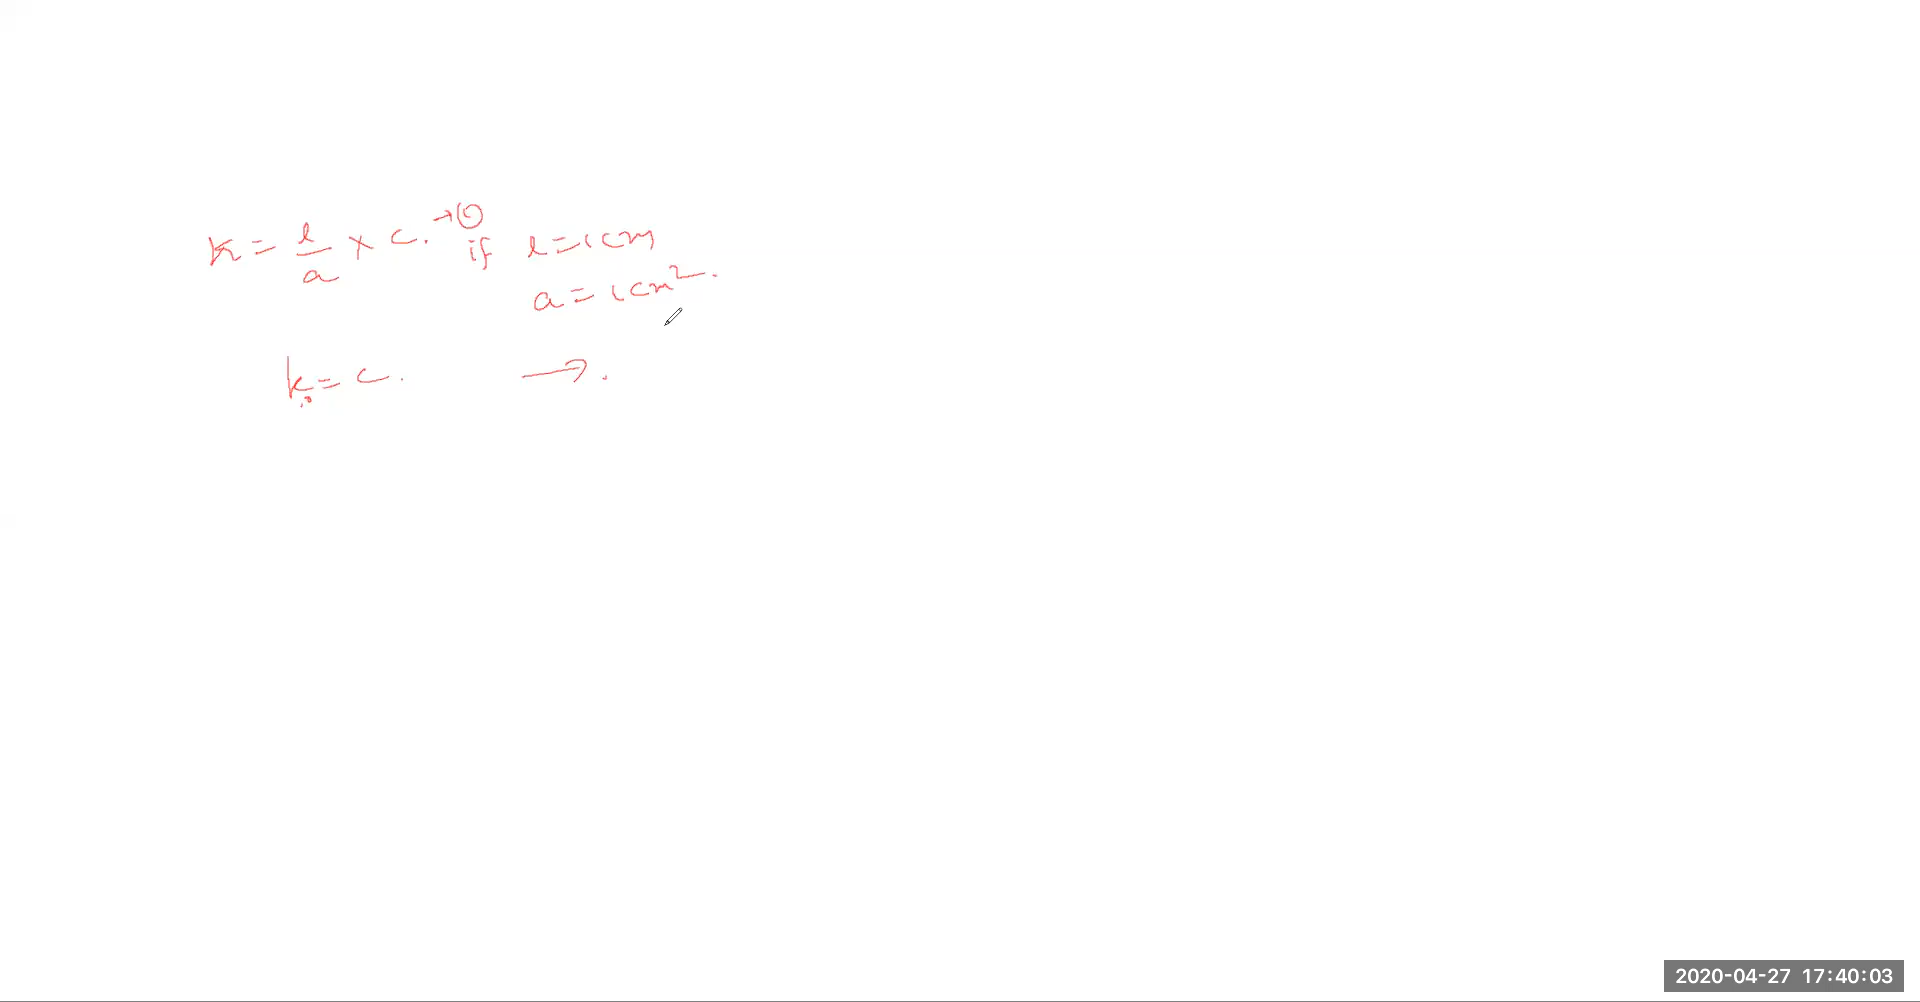 K = l/a × c. → ① if l = 1cm
a = 1cm².
k = c. → .
2020-04-27 17:40:03